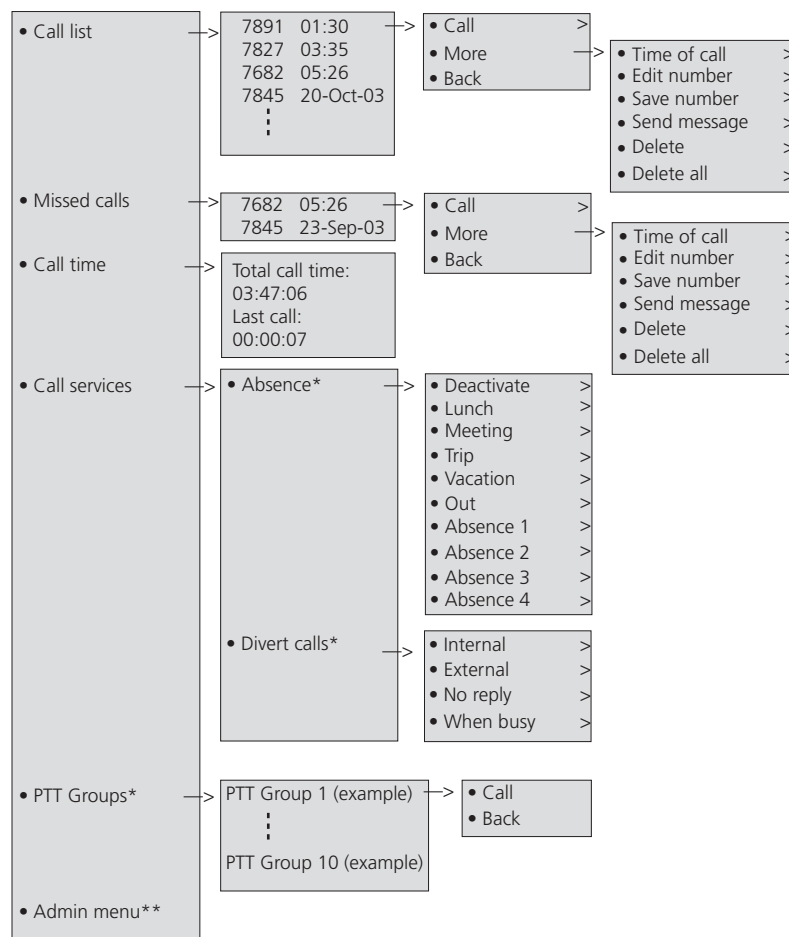 • Call list
7891 01:30
7827 03:35
7682 05:26
7845 20-Oct-03
• Call >
• More
• Back
• Time of call >
• Edit number >
• Save number >
• Send message >
• Delete >
• Delete all >
• Missed calls
7682 05:26
7845 23-Sep-03
• Call >
• More
• Back
• Time of call >
• Edit number >
• Save number >
• Send message >
• Delete >
• Delete all >
• Call time
Total call time:
03:47:06
Last call:
00:00:07
• Call services
• Absence*
• Deactivate >
• Lunch >
• Meeting >
• Trip >
• Vacation >
• Out >
• Absence 1 >
• Absence 2 >
• Absence 3 >
• Absence 4 >
• Divert calls*
• Internal >
• External >
• No reply >
• When busy >
• PTT Groups*
PTT Group 1 (example)
PTT Group 10 (example)
• Call
• Back
• Admin menu**